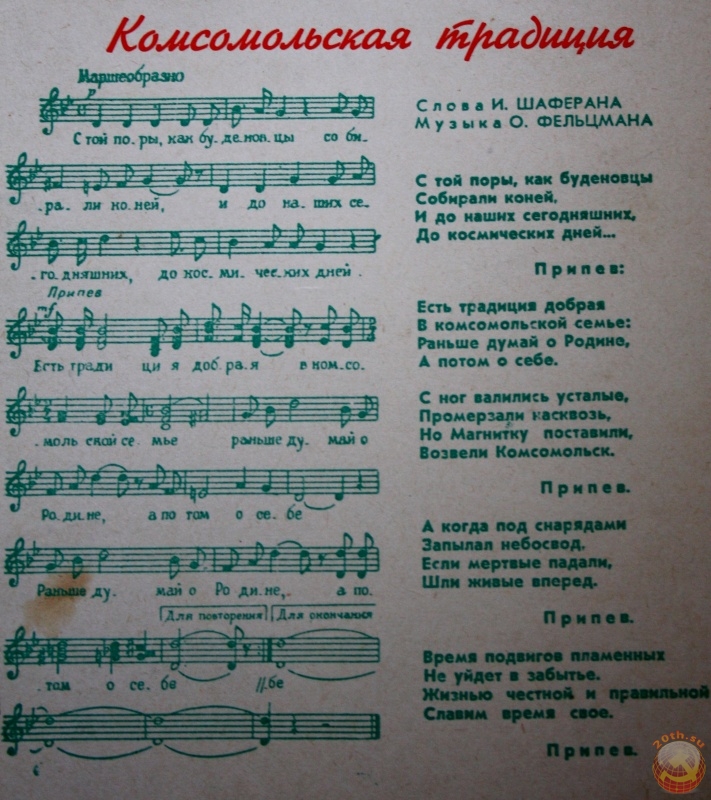 Комсомольская традиция
Маршеобразно
Слова И. ШАФЕРАНА
Музыка О. ФЕЛЬЦМАНА
p
С той по.. ры, как бу.. де.нов.. цы со би..
..ра.. ли ко.. ней, и до на.. ших се..
..го.. дняшних, до кос.. ми.. чес.. ких дней.
Припев
mf
Есть тради ци я доб.. ра.. я в ком.. со..
..моль ской се.. мье раньше ду.. май о
Ро.. ди.. не, а по том о се.. бе
Раньше ду.. май о Ро ди.. не, а по..
Для повторения Для окончания
..том о се.. бе //бе
С той поры, как буденовцы
Собирали коней,
И до наших сегодняшних,
До космических дней...
Припев:
Есть традиция добрая
В комсомольской семье:
Раньше думай о Родине,
А потом о себе.
С ног валились усталые,
Промерзали насквозь,
Но Магнитку поставили,
Возвели Комсомольск.
Припев.
А когда под снарядами
Запылал небосвод,
Если мертвые падали,
Шли живые вперед.
Припев.
Время подвигов пламенных
Не уйдет в забытье.
Жизнью честной и правильной
Славим время свое.
Припев.
20th.su